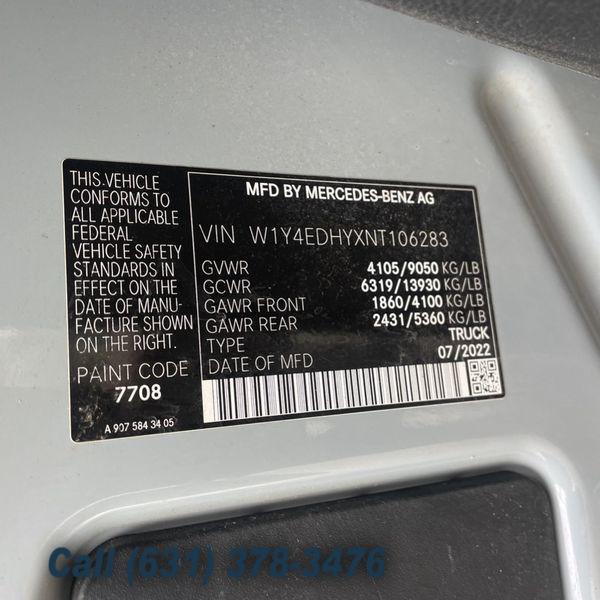 THIS VEHICLE
CONFORMS TO
ALL APPLICABLE
FEDERAL
VEHICLE SAFETY
STANDARDS IN
EFFECT ON THE
DATE OF MANU-
FACTURE SHOWN
ON THE RIGHT.
PAINT CODE
7708
A 907 584 34 05
MFD BY MERCEDES-BENZ AG
VIN W1Y4EDHYXNT106283
GVWR 4105/9050 KG/LB
GCWR 6319/13930 KG/LB
GAWR FRONT 1860/4100 KG/LB
GAWR REAR 2431/5360 KG/LB
TYPE TRUCK
DATE OF MFD 07/2022
Call (631) 378-3476